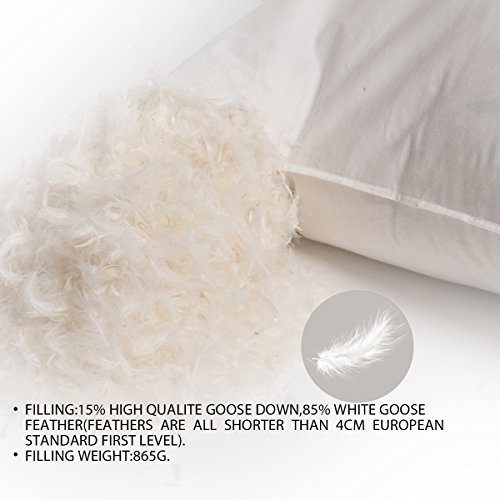 • FILLING:15% HIGH QUALITE GOOSE DOWN,85% WHITE GOOSE
FEATHER(FEATHERS ARE ALL SHORTER THAN 4CM EUROPEAN
STANDARD FIRST LEVEL).
• FILLING WEIGHT:865G.